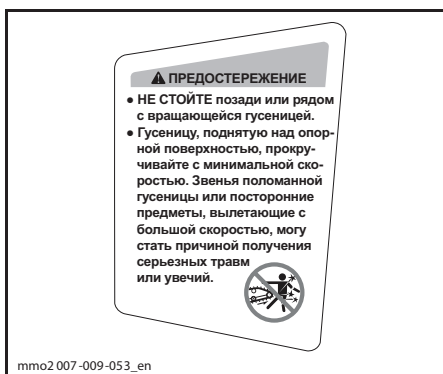 ⚠ ПРЕДОСТЕРЕЖЕНИЕ
● НЕ СТОЙТЕ позади или рядом
с вращающейся гусеницей.
● Гусеницу, поднятую над опор-
ной поверхностью, прокру-
чивайте с минимальной ско-
ростью. Звенья поломанной
гусеницы или посторонние
предметы, вылетающие с
большой скоростью, могу
стать причиной получения
серьезных травм
или увечий.
mmo2007-009-053_en